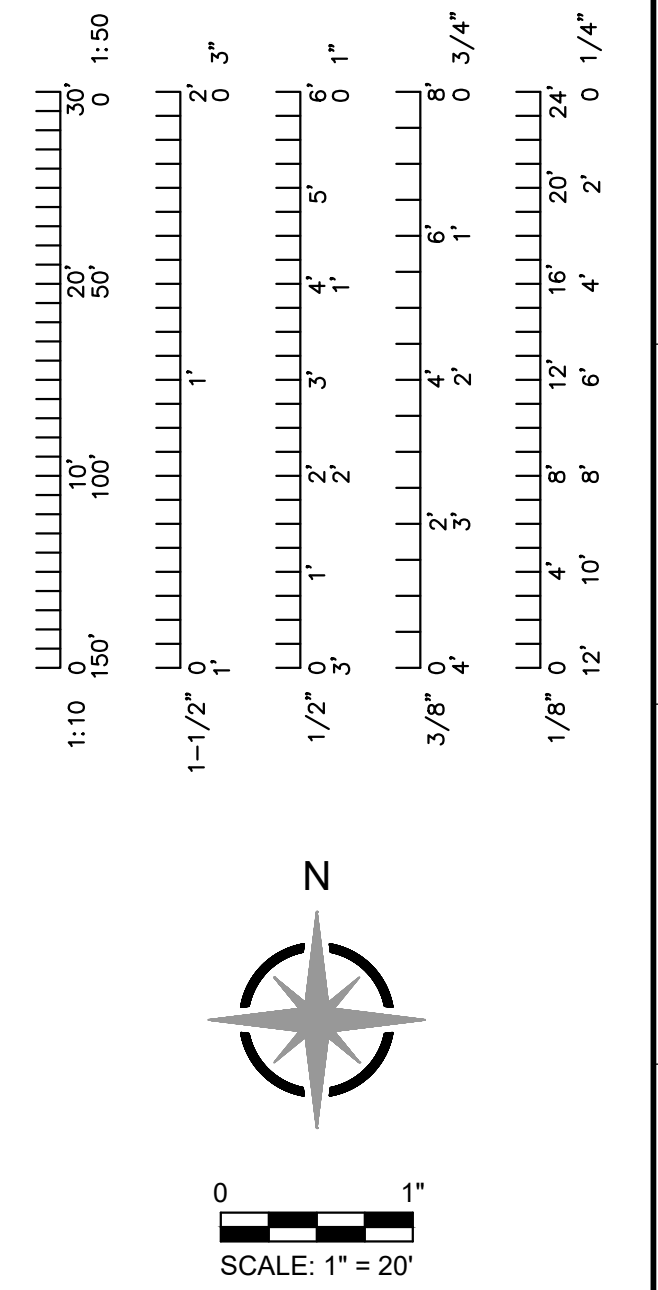 1:10 0 10' 20' 30'
150' 100' 50' 0 1:50
1-1/2" 0 1' 2'
1' 0 3"
1/2" 0 1' 2' 3' 4' 5' 6'
3' 2' 1' 0 1"
3/8" 0 2' 4' 6' 8'
4' 3' 2' 1' 0 3/4"
1/8" 0 4' 8' 12' 16' 20' 24'
12' 10' 8' 6' 4' 2' 0 1/4"
N
0 1"
SCALE: 1" = 20'